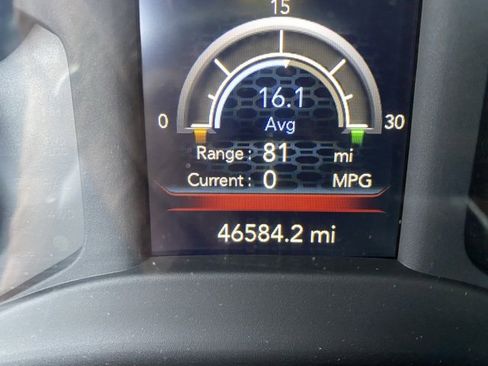 15
16.1
0 Avg 30
Range : 81 mi
Current : 0 MPG
46584.2 mi